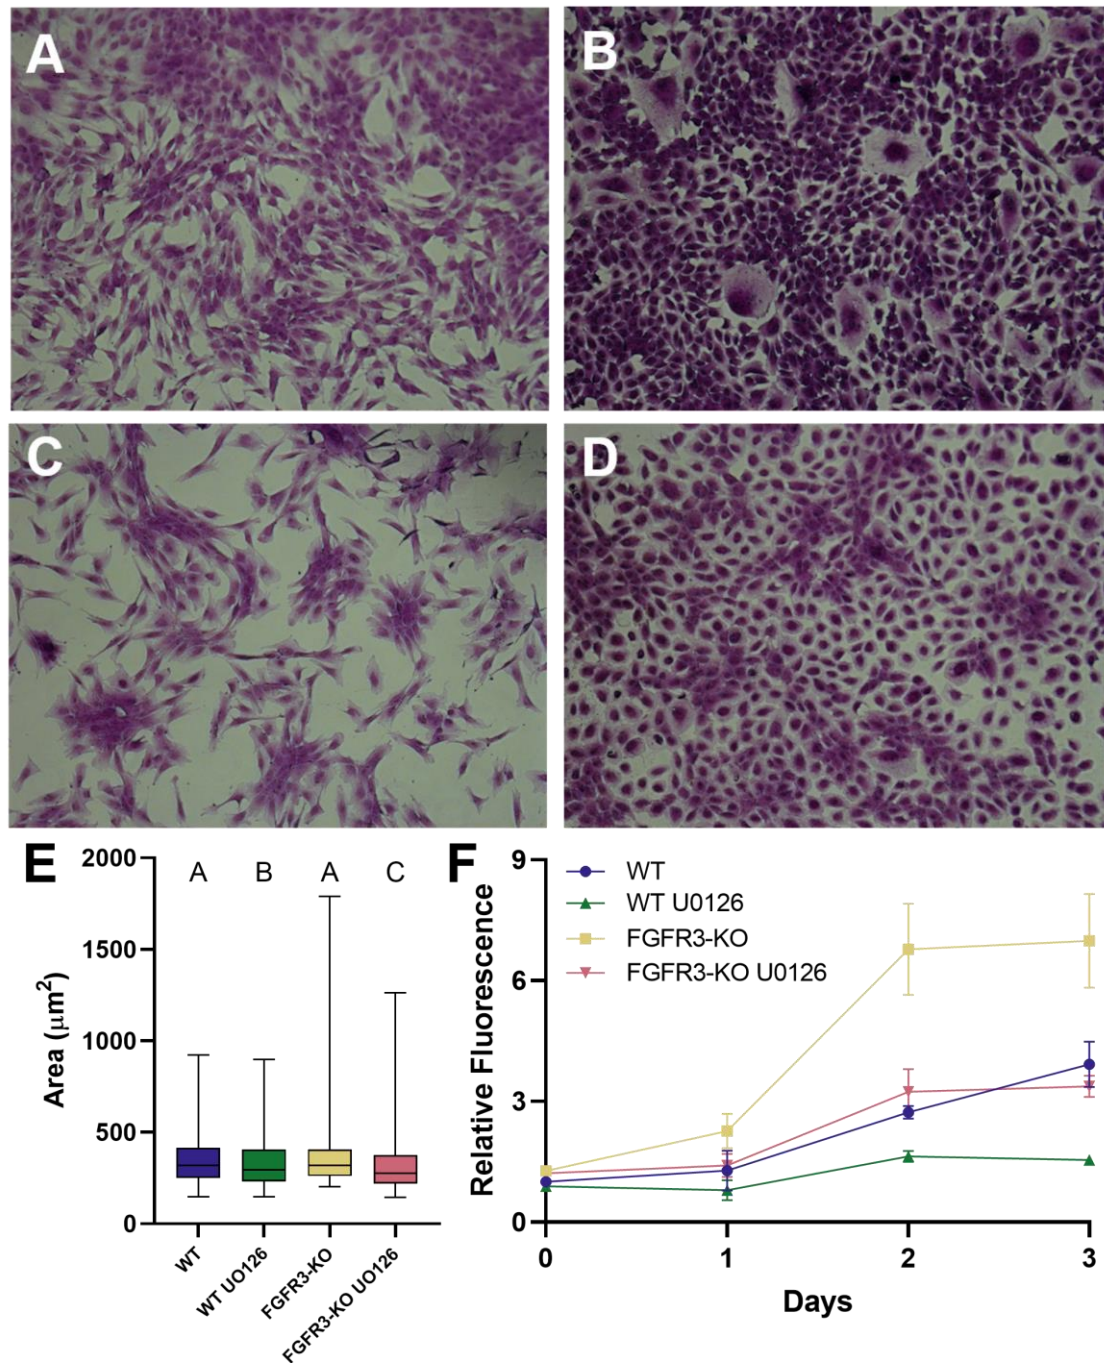 A
B
C
D
E
2000
1500
1000
500
0
Area (μm²)
A B A C
WT
WT UO126
FGFR3-KO
FGFR3-KO UO126
F
9
6
3
0
Relative Fluorescence
WT
WT U0126
FGFR3-KO
FGFR3-KO U0126
0 1 2 3
Days